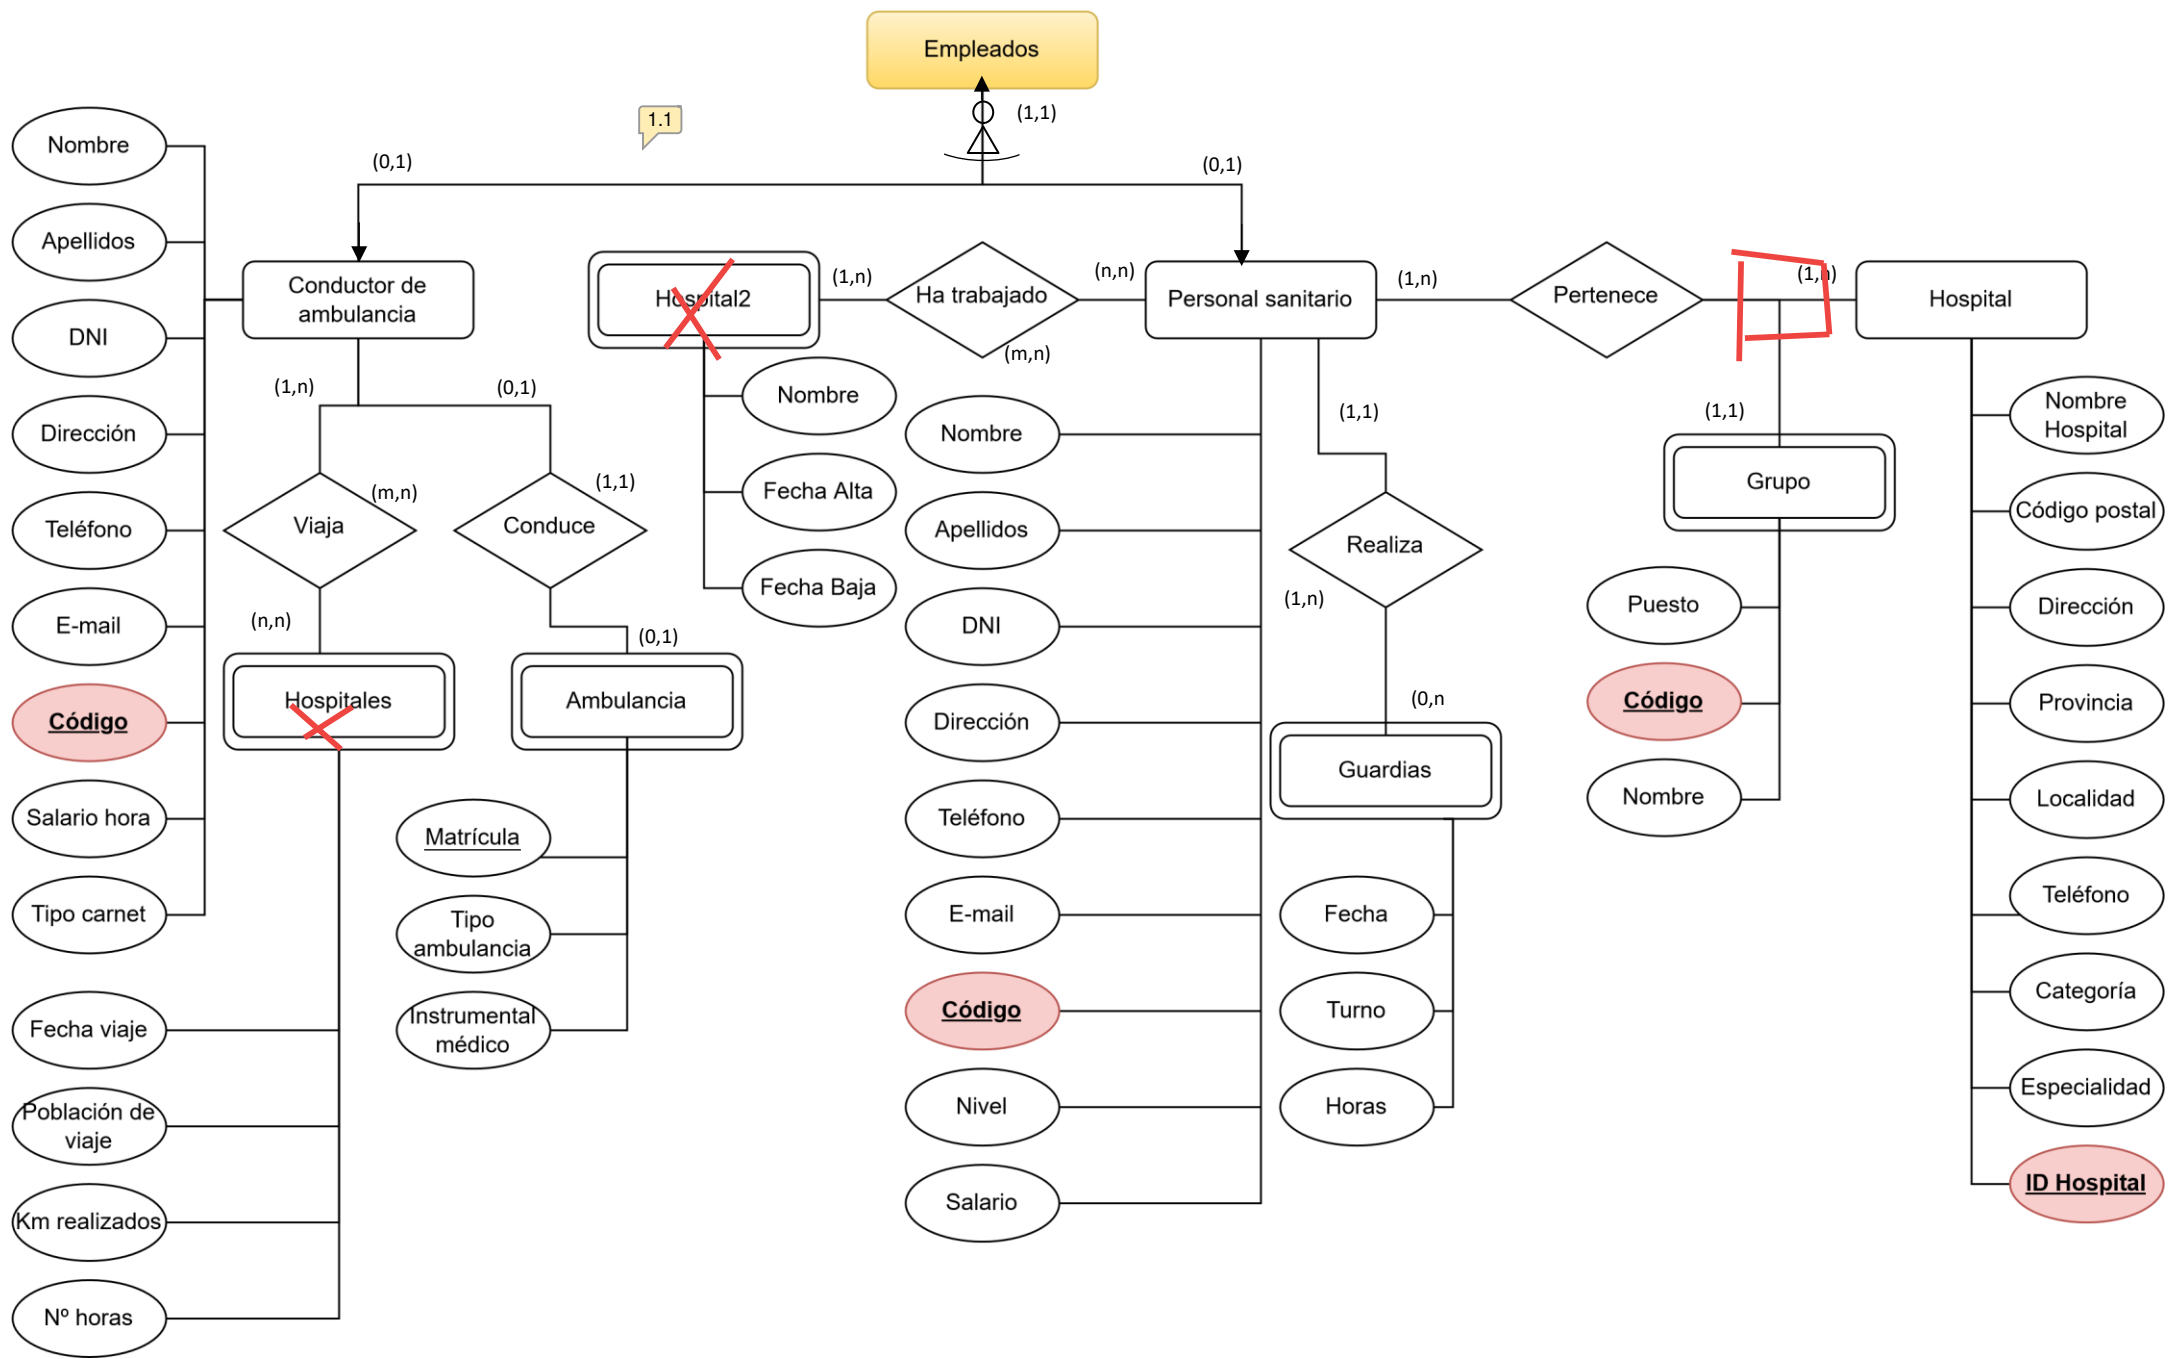 Empleados
(1,1)
1.1
(0,1)
(0,1)
Nombre
Apellidos
DNI
Dirección
Teléfono
E-mail
Código
Salario hora
Tipo carnet
Conductor de
ambulancia
(1,n)
(0,1)
Viaja
(m,n)
(n,n)
Conduce
(1,1)
(0,1)
Hospitales
Fecha viaje
Población de
viaje
Km realizados
Nº horas
Ambulancia
Matrícula
Tipo
ambulancia
Instrumental
médico
Hospital2
(1,n)
Ha trabajado
(n,n)
(m,n)
Nombre
Fecha Alta
Fecha Baja
Personal sanitario
Nombre
Apellidos
DNI
Dirección
Teléfono
E-mail
Código
Nivel
Salario
(1,1)
Realiza
(1,n)
(0,n
Guardias
Fecha
Turno
Horas
(1,n)
Pertenece
(1,n)
(1,1)
Grupo
Puesto
Código
Nombre
Hospital
Nombre
Hospital
Código postal
Dirección
Provincia
Localidad
Teléfono
Categoría
Especialidad
ID Hospital